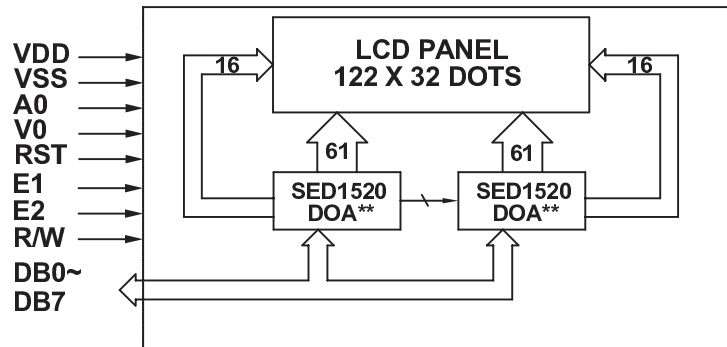 VDD
VSS
A0
V0
RST
E1
E2
R/W
DB0~
DB7
16
LCD PANEL
122 X 32 DOTS
16
61
61
SED1520
DOA**
SED1520
DOA**